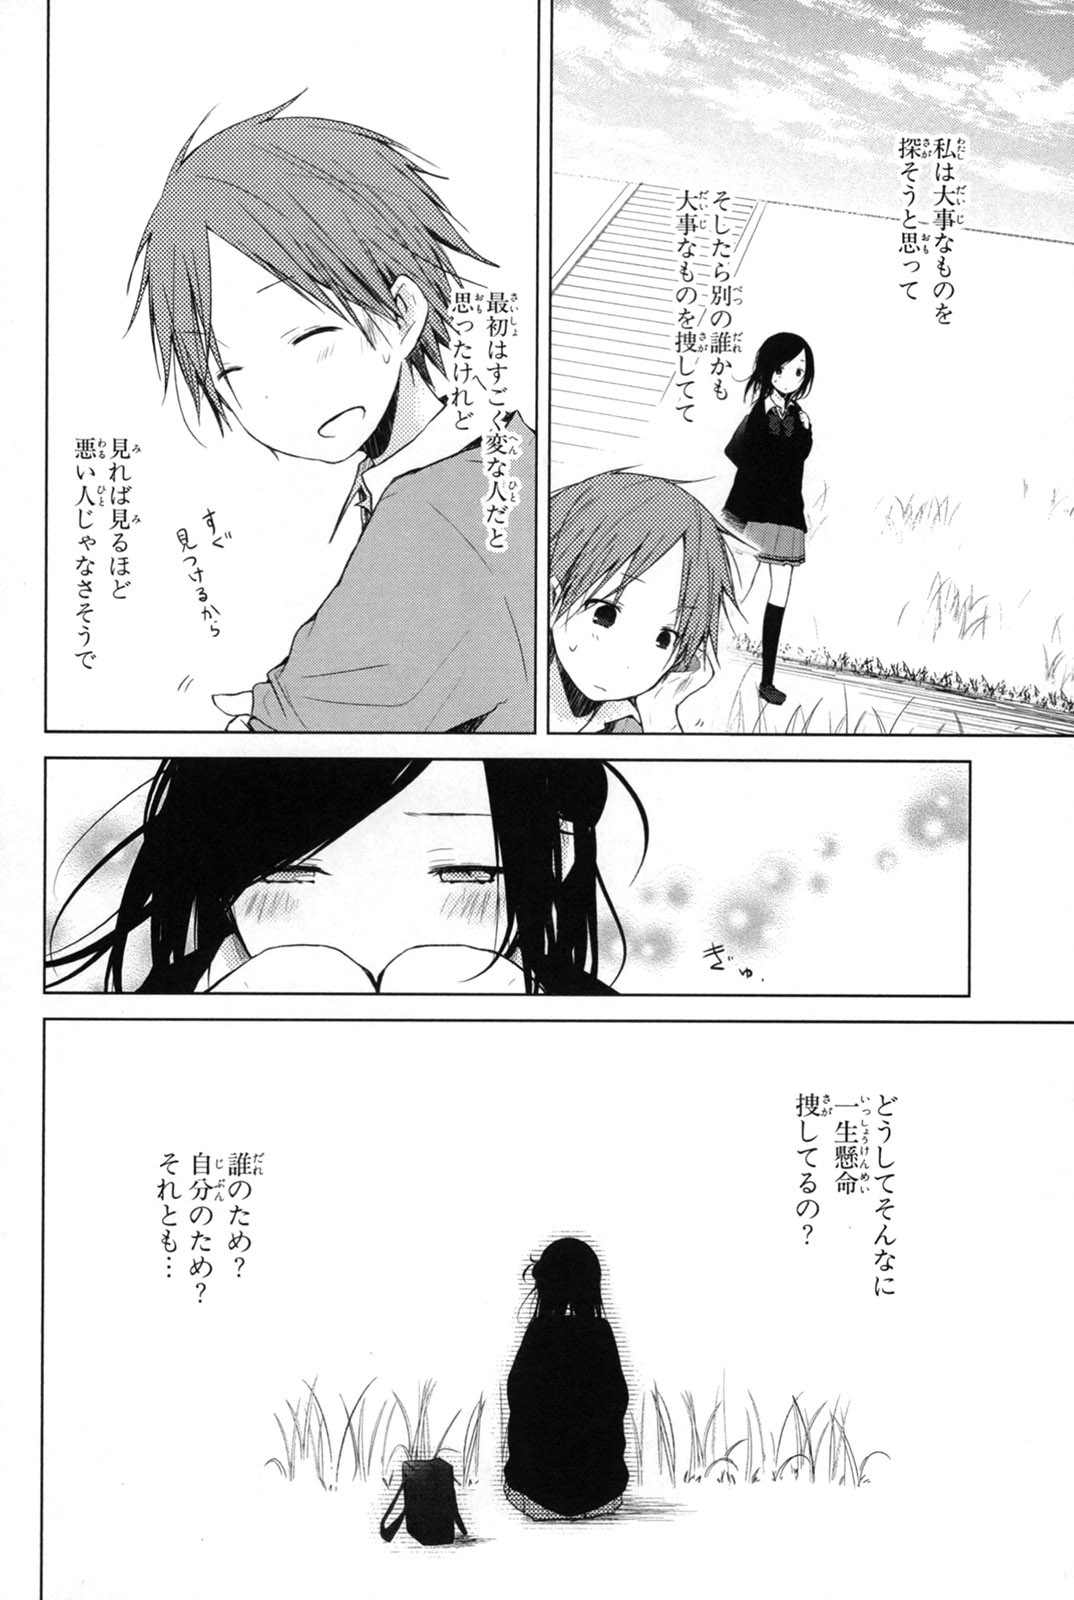 私は大事なものを
探そうと思って
そしたら別の誰かも
大事なものを捜してて
最初はすごく変な人だと
思ったけれど
見れば見るほど
悪い人じゃなさそうで
すぐ
見つけるから
ぎゅ.
どうしてそんなに
一生懸命
捜してるの?
誰のため?
自分のため?
それとも…